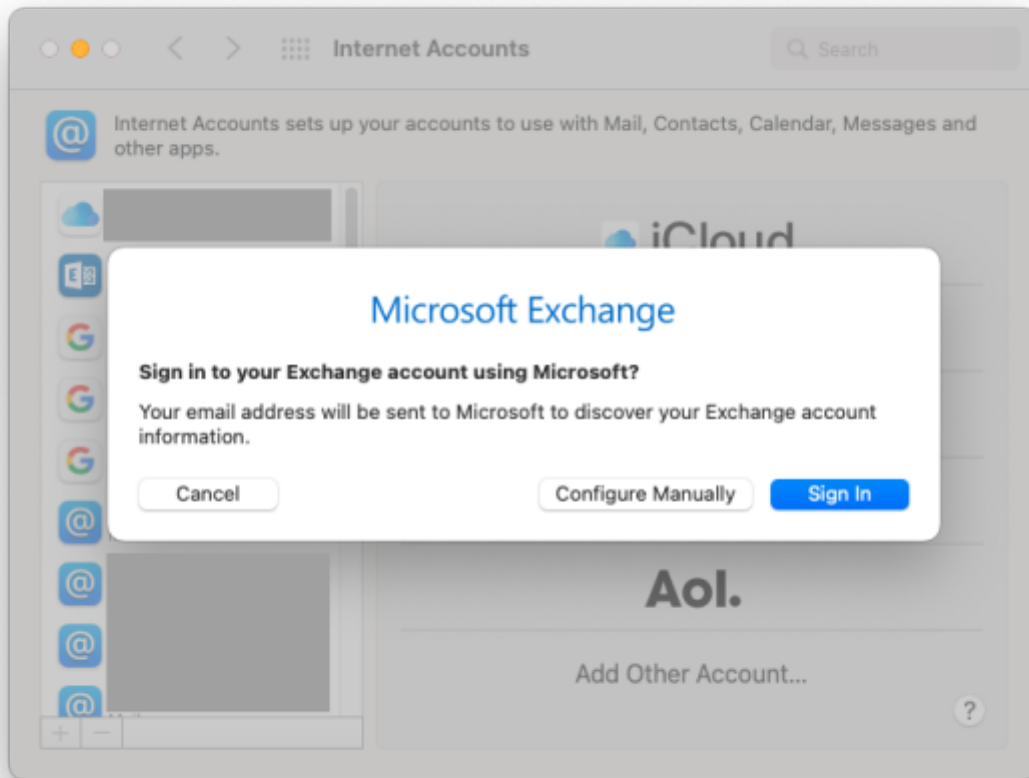 Internet Accounts
Search
Internet Accounts sets up your accounts to use with Mail, Contacts, Calendar, Messages and
other apps.
iCloud
Microsoft Exchange
Sign in to your Exchange account using Microsoft?
Your email address will be sent to Microsoft to discover your Exchange account
information.
Cancel
Configure Manually
Sign In
Aol.
Add Other Account...
?